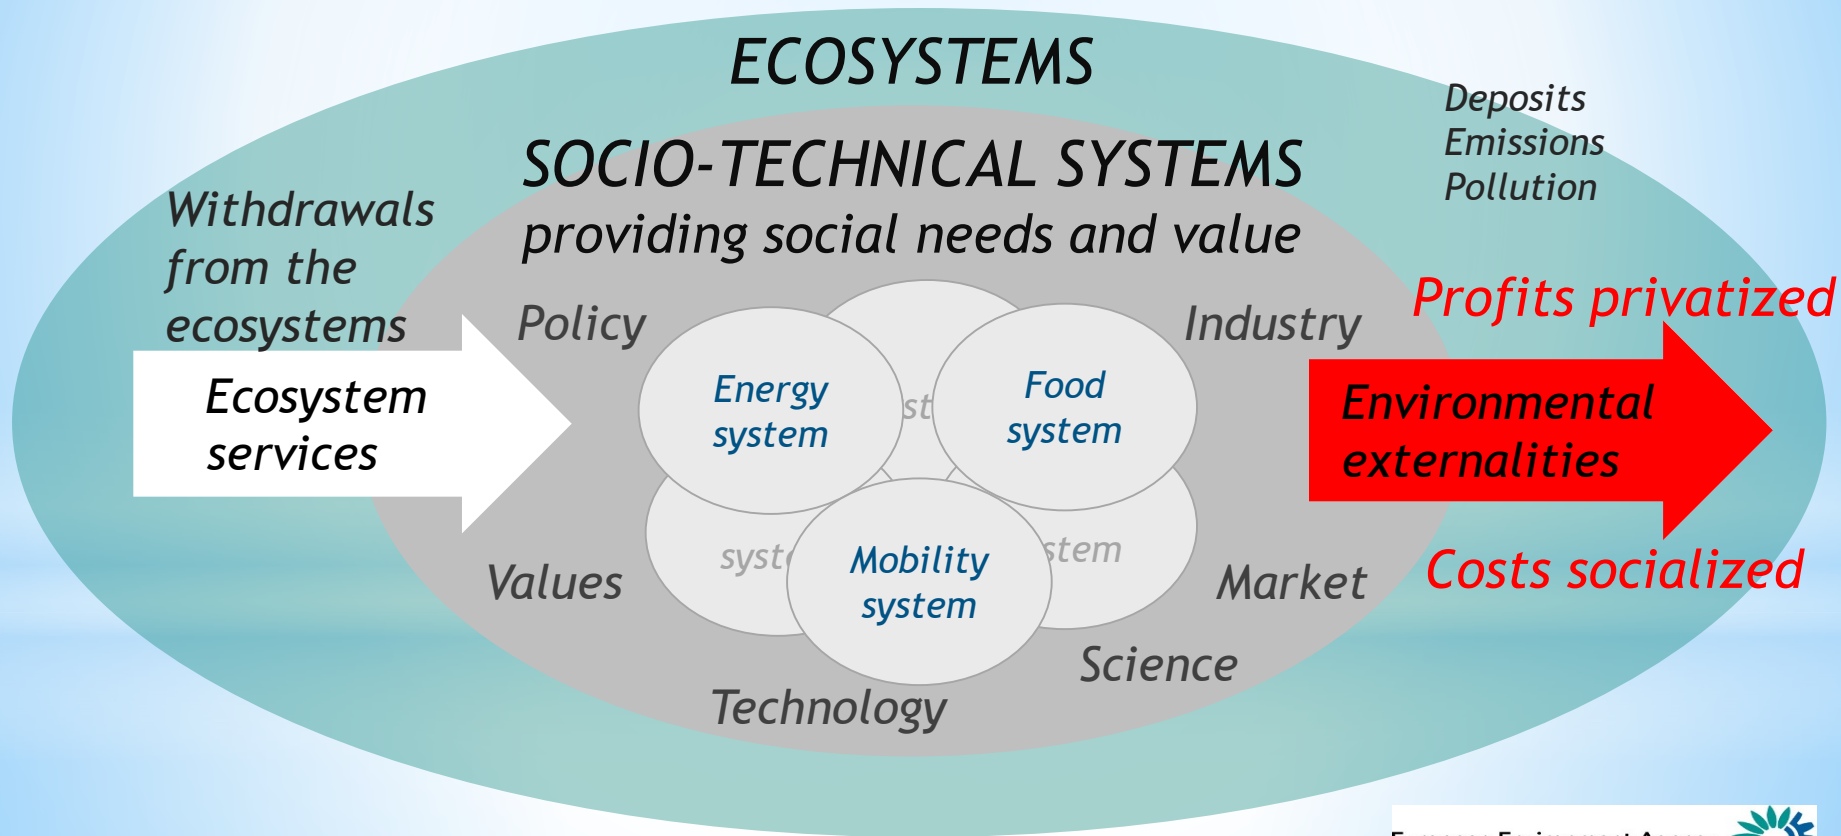 ECOSYSTEMS
SOCIO-TECHNICAL SYSTEMS
providing social needs and value
Deposits
Emissions
Pollution
Withdrawals
from the
ecosystems
Ecosystem
services
Policy
Industry
Energy
system
Food
system
Mobility
system
Values
Market
Science
Technology
Profits privatized
Environmental
externalities
Costs socialized